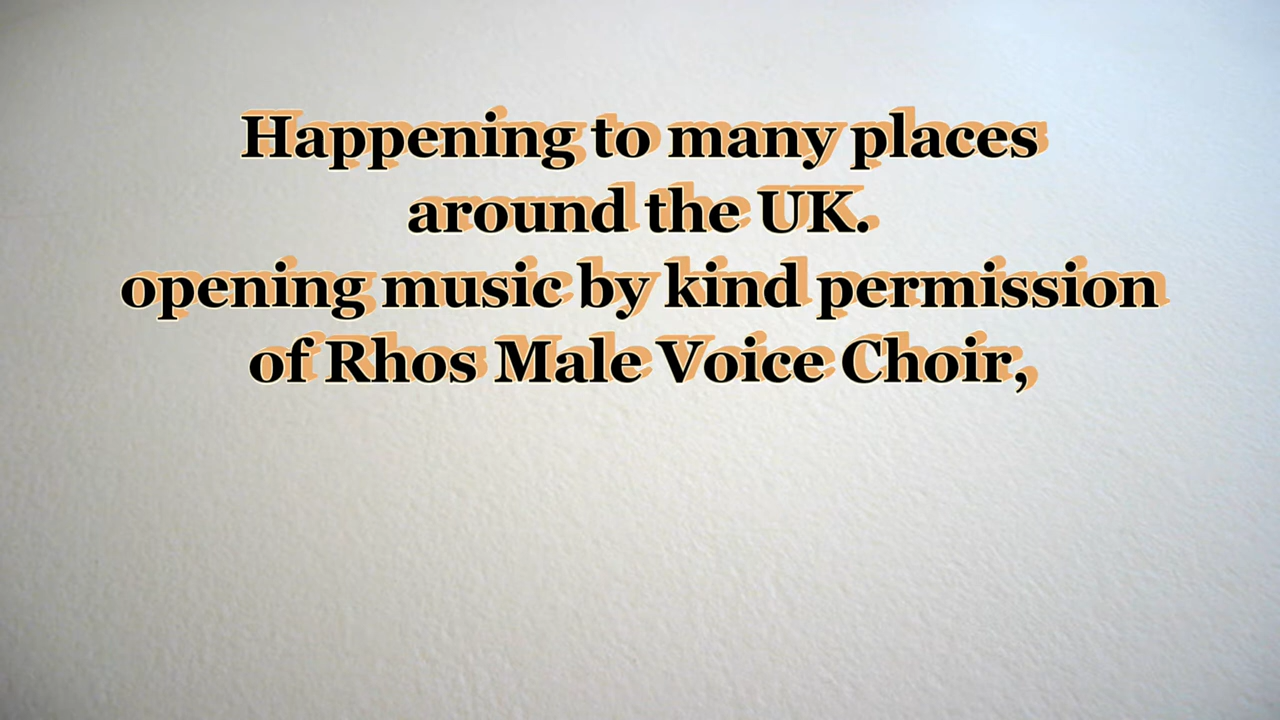 Happening to many places
around the UK.
opening music by kind permission
of Rhos Male Voice Choir,